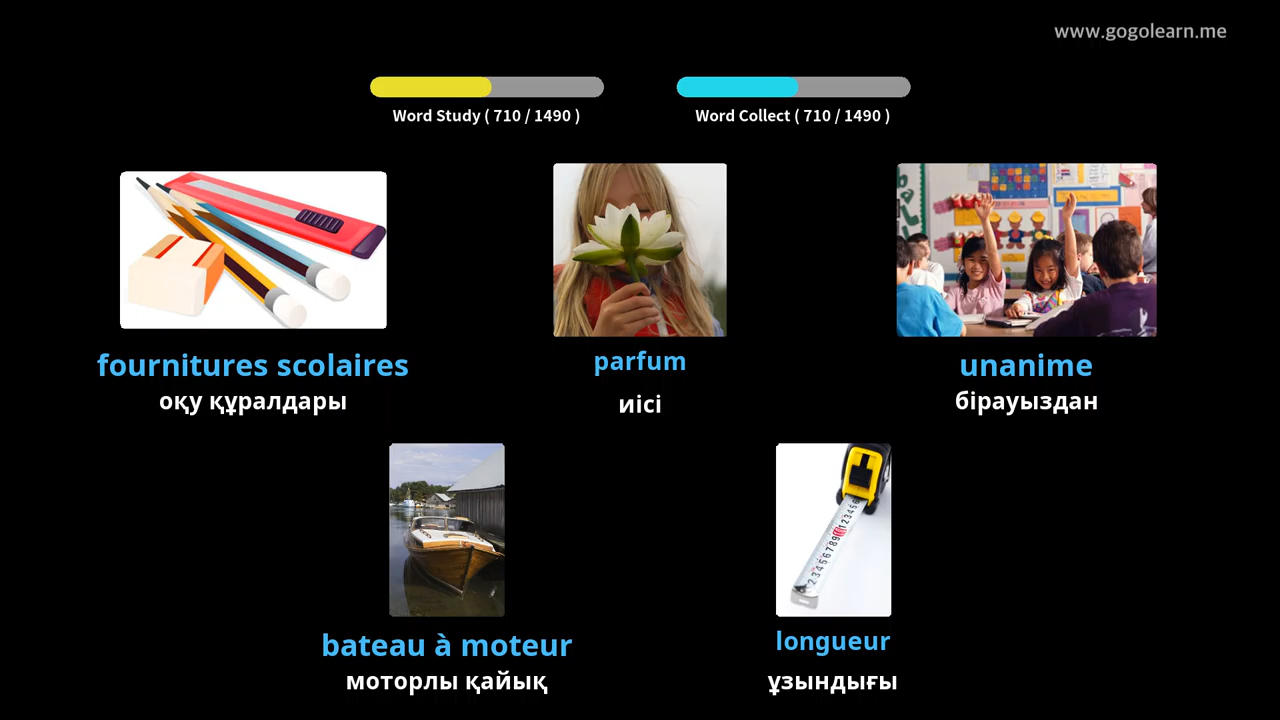 www.gogolearn.me
Word Study ( 710 / 1490 )
Word Collect ( 710 / 1490 )
fournitures scolaires
оқу құралдары
parfum
иісі
unanime
бірауыздан
bateau à moteur
моторлы қайық
longueur
ұзындығы